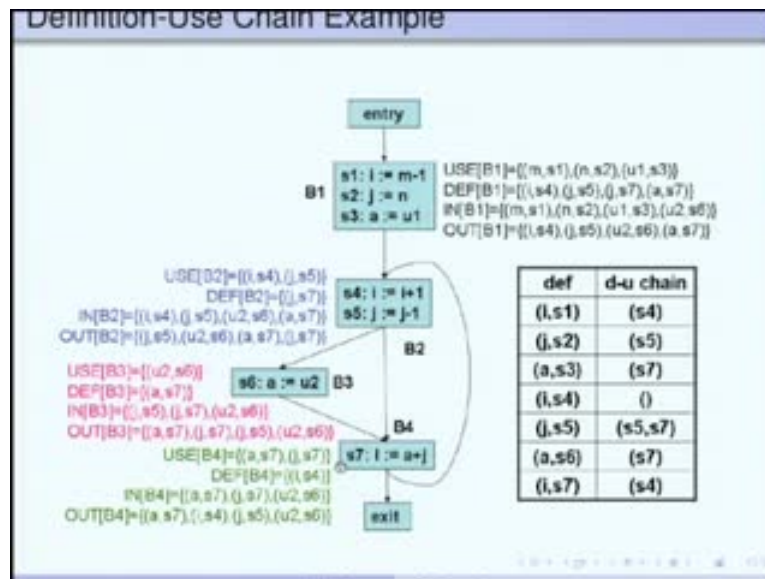 Definition-Use Chain Example
entry
B1
s1: i := m-1
s2: j := n
s3: a := u1
USE[B1]={(m,s1),(n,s2),(u1,s3)}
DEF[B1]={(i,s4),(j,s5),(j,s7),(a,s7)}
IN[B1]={(m,s1),(n,s2),(u1,s3),(u2,s6)}
OUT[B1]={(i,s4),(j,s5),(u2,s6),(a,s7)}
USE[B2]={(i,s4),(j,s5)}
DEF[B2]={(j,s7)}
IN[B2]={(i,s4),(j,s5),(u2,s6),(a,s7)}
OUT[B2]={(j,s5),(u2,s6),(a,s7),(j,s7)}
s4: i := i+1
s5: j := j-1
B2
USE[B3]={(u2,s6)}
DEF[B3]={(a,s7)}
IN[B3]={(j,s5),(j,s7),(u2,s6)}
OUT[B3]={(a,s7),(j,s7),(j,s5),(u2,s6)}
s6: a := u2 B3
B4
s7: i := a+j
USE[B4]={(a,s7),(j,s7)}
DEF[B4]={(i,s4)}
IN[B4]={(a,s7),(j,s7),(u2,s6)}
OUT[B4]={(a,s7),(i,s4),(j,s5),(u2,s6)}
exit
def d-u chain
(i,s1) (s4)
(j,s2) (s5)
(a,s3) (s7)
(i,s4) ()
(j,s5) (s5,s7)
(a,s6) (s7)
(i,s7) (s4)